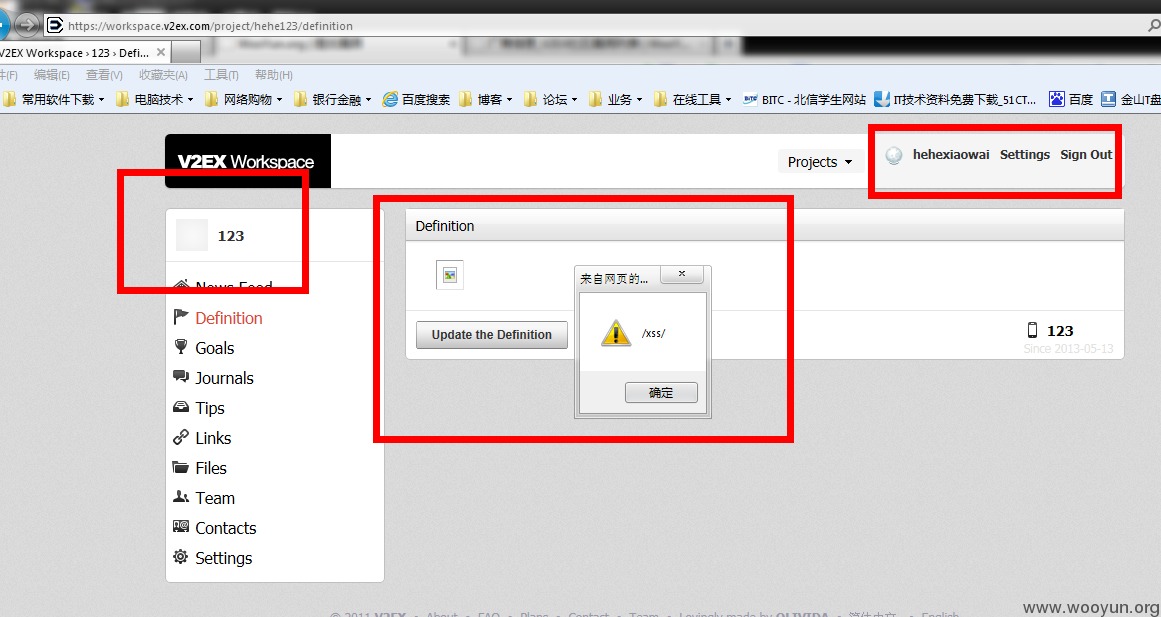 https://workspace.v2ex.com/project/hehe123/definition
V2EX Workspace › 123 › Defi...
件(F) 编辑(E) 查看(V) 收藏夹(A) 工具(T) 帮助(H)
常用软件下载 电脑技术 网络购物 银行金融 百度搜索 博客 论坛 业务 在线工具 BITC - 北信学生网站 IT技术资料免费下载_51CT... 百度 金山T盘
V2EX Workspace
Projects
hehexiaowai Settings Sign Out
123
Definition
News Feed
Definition
Goals
Journals
Tips
Links
Files
Team
Contacts
Settings
来自网页的...
/xss/
确定
Update the Definition
123
Since 2013-05-13
© 2011 V2EX • About • FAQ • Plans • Contact • Team • Lovingly made by OLIVIDA • 简体中文 • English
www.wooyun.org